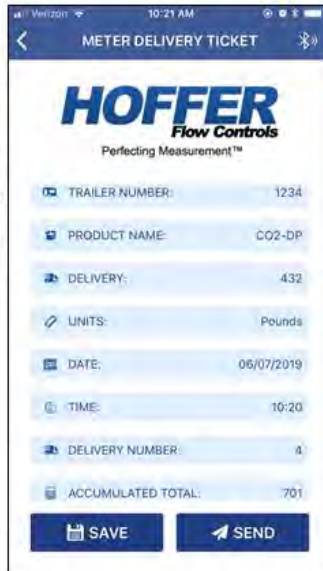 Verizon 10:21 AM
METER DELIVERY TICKET
HOFFER
Flow Controls
Perfecting Measurement™
TRAILER NUMBER: 1234
PRODUCT NAME: CO2-DP
DELIVERY: 432
UNITS: Pounds
DATE: 06/07/2019
TIME: 10:20
DELIVERY NUMBER: 4
ACCUMULATED TOTAL: 701
SAVE SEND